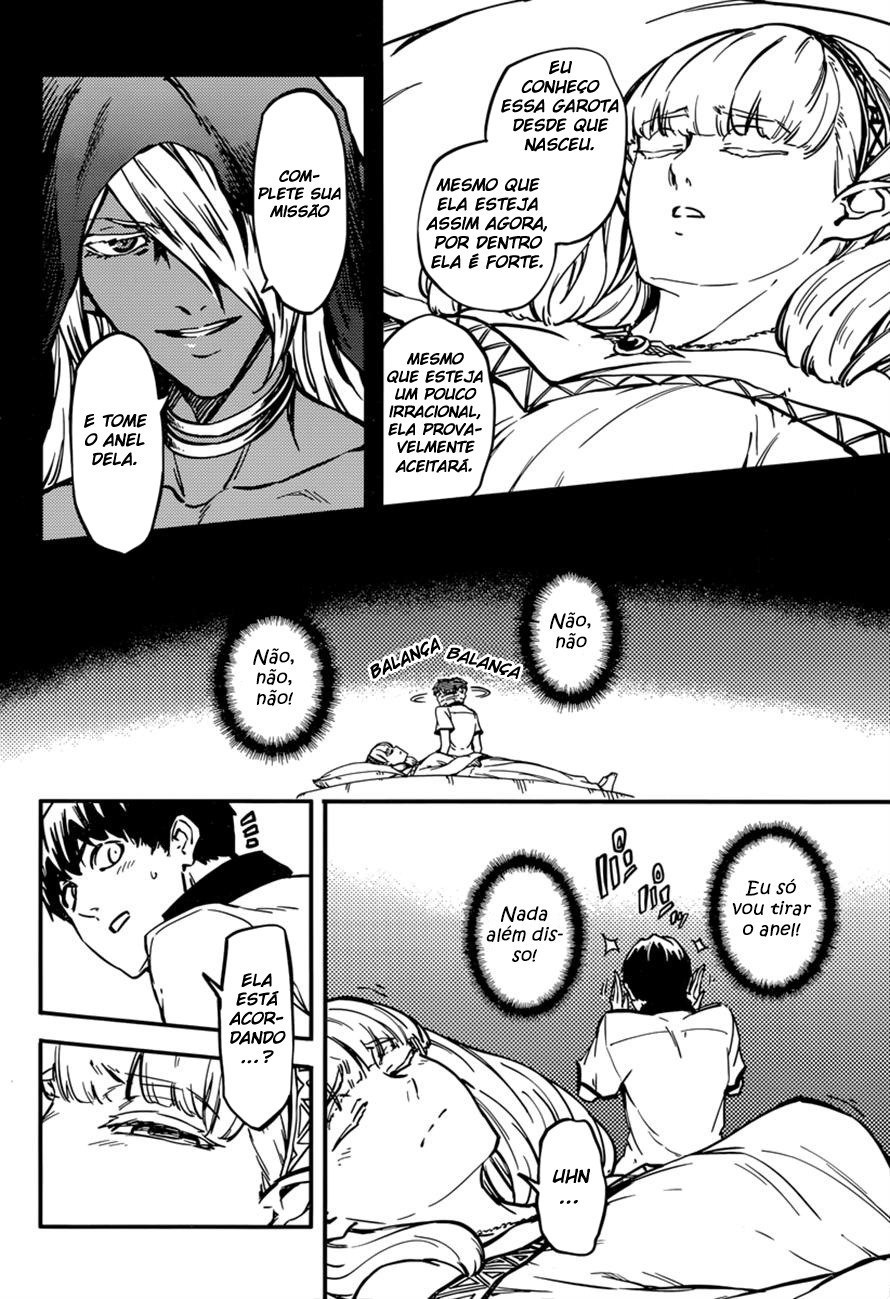 EU
CONHEÇO
ESSA GAROTA
DESDE QUE
NASCEU.
MESMO QUE
ELA ESTEJA
ASSIM AGORA,
POR DENTRO
ELA É FORTE.
MESMO
QUE ESTEJA
UM POUCO
IRRACIONAL,
ELA PROVA-
VELMENTE
ACEITARÁ.
COM-
PLETE SUA
MISSÃO
E TOME
O ANEL
DELA.
Não,
não
BALANÇA BALANÇA
Não,
não,
não!
Eu só
vou tirar
o anel!
Nada
além dis-
so!
UHN
...
ELA
ESTÁ
ACOR-
DANDO
...?